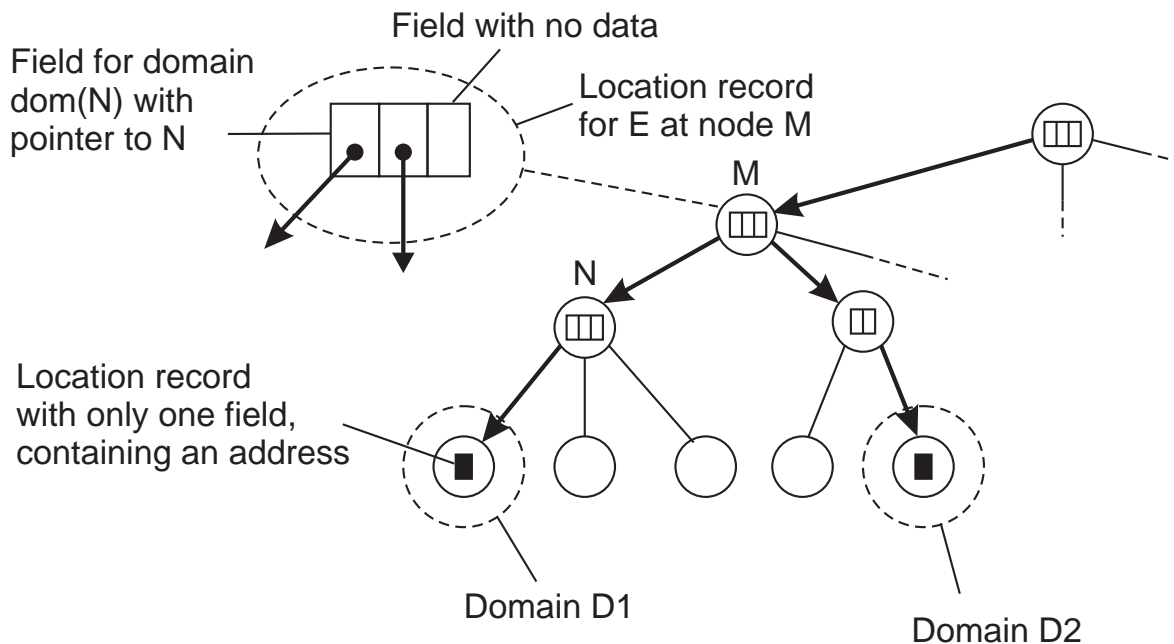 Field with no data
Field for domain
dom(N) with
pointer to N
Location record
for E at node M
M
N
Location record
with only one field,
containing an address
Domain D1
Domain D2